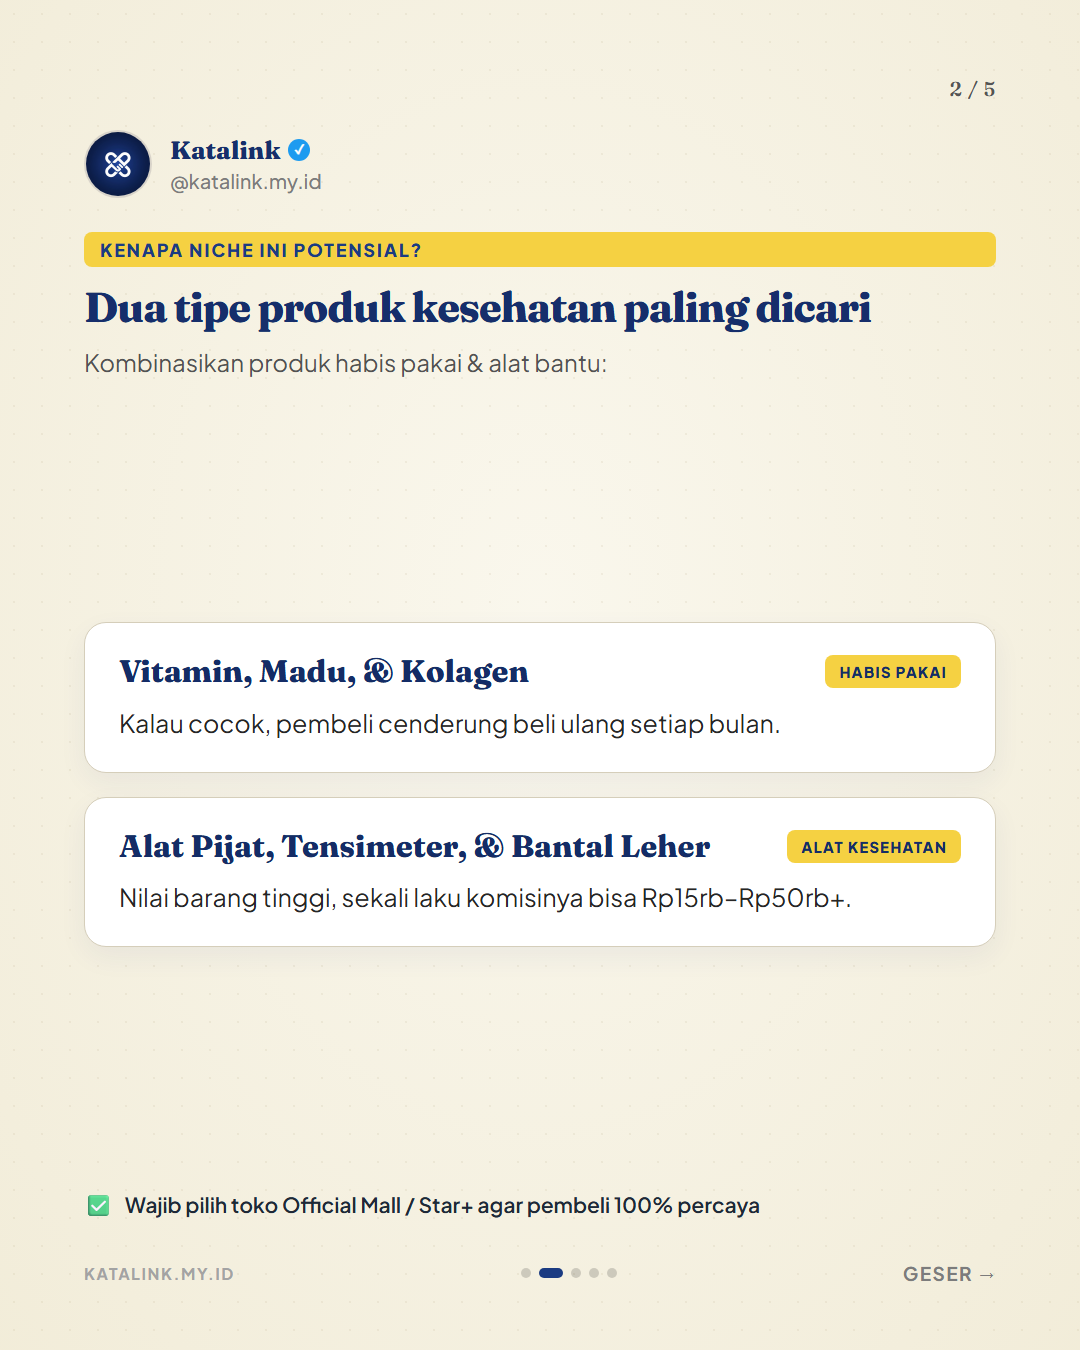 2 / 5
Katalink
@katalink.my.id
KENAPA NICHE INI POTENSIAL?
Dua tipe produk kesehatan paling dicari
Kombinasikan produk habis pakai & alat bantu:
Vitamin, Madu, & Kolagen
HABIS PAKAI
Kalau cocok, pembeli cenderung beli ulang setiap bulan.
Alat Pijat, Tensimeter, & Bantal Leher
ALAT KESEHATAN
Nilai barang tinggi, sekali laku komisinya bisa Rp15rb–Rp50rb+.
✅ Wajib pilih toko Official Mall / Star+ agar pembeli 100% percaya
KATALINK.MY.ID
GESER →